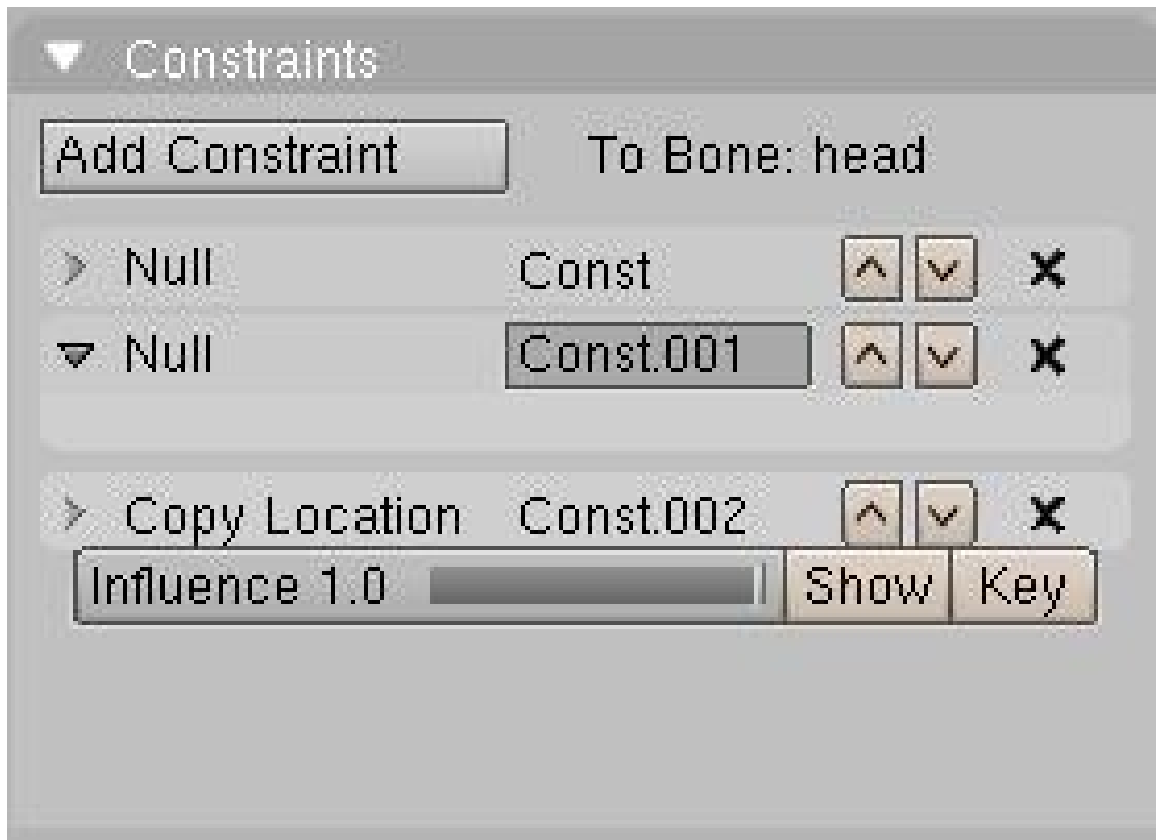 Constraints
Add Constraint To Bone: head
Null Const
Null Const.001
Copy Location Const.002
Influence 1.0 Show Key